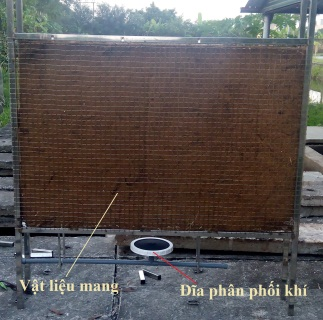 Vật liệu mang
Đĩa phân phối khí